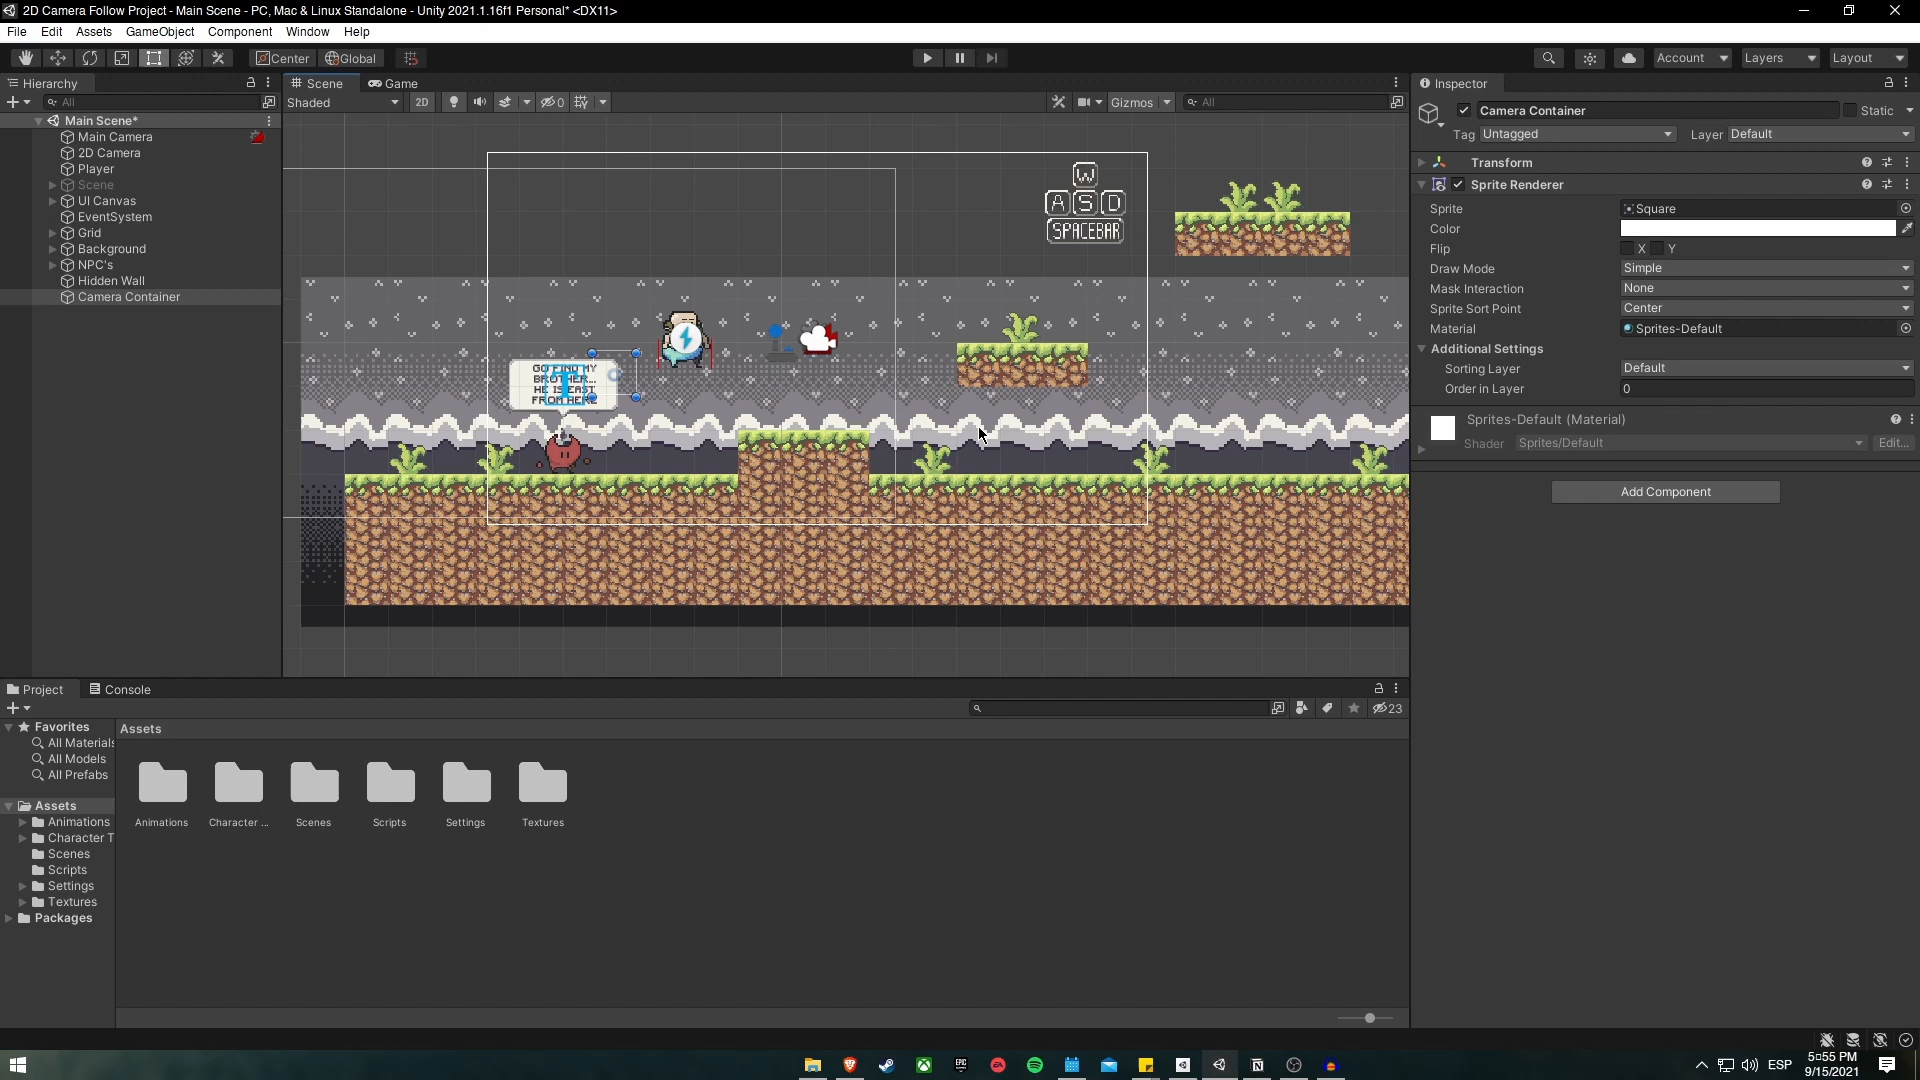 2D Camera Follow Project - Main Scene - PC, Mac & Linux Standalone - Unity 2021.1.16f1 Personal* <DX11>
File Edit Assets GameObject Component Window Help
Center Global Account Layers Layout
Hierarchy
All
Main Scene*
Main Camera
2D Camera
Player
Scene
UI Canvas
EventSystem
Grid
Background
NPC's
Hidden Wall
Camera Container
Scene Game
Shaded 2D 0 Gizmos All
W
A S D
SPACEBAR
GO FIND MY
BROTHER...
HE IS EAST
FROM HERE
Inspector
Camera Container Static
Tag Untagged Layer Default
Transform
Sprite Renderer
Sprite Square
Color
Flip X Y
Draw Mode Simple
Mask Interaction None
Sprite Sort Point Center
Material Sprites-Default
Additional Settings
Sorting Layer Default
Order in Layer 0
Sprites-Default (Material)
Shader Sprites/Default Edit...
Add Component
Project Console
23
Favorites
All Materials
All Models
All Prefabs
Assets
Animations
Character T
Scenes
Scripts
Settings
Textures
Packages
Assets
Animations Character ... Scenes Scripts Settings Textures
ESP
5:55 PM
9/15/2021